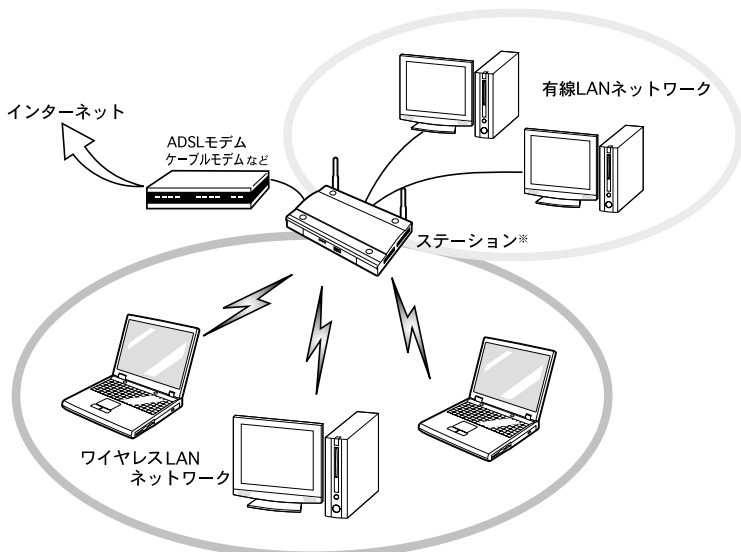 インターネット
ADSLモデム
ケーブルモデムなど
有線LANネットワーク
ステーション※
ワイヤレスLAN
ネットワーク